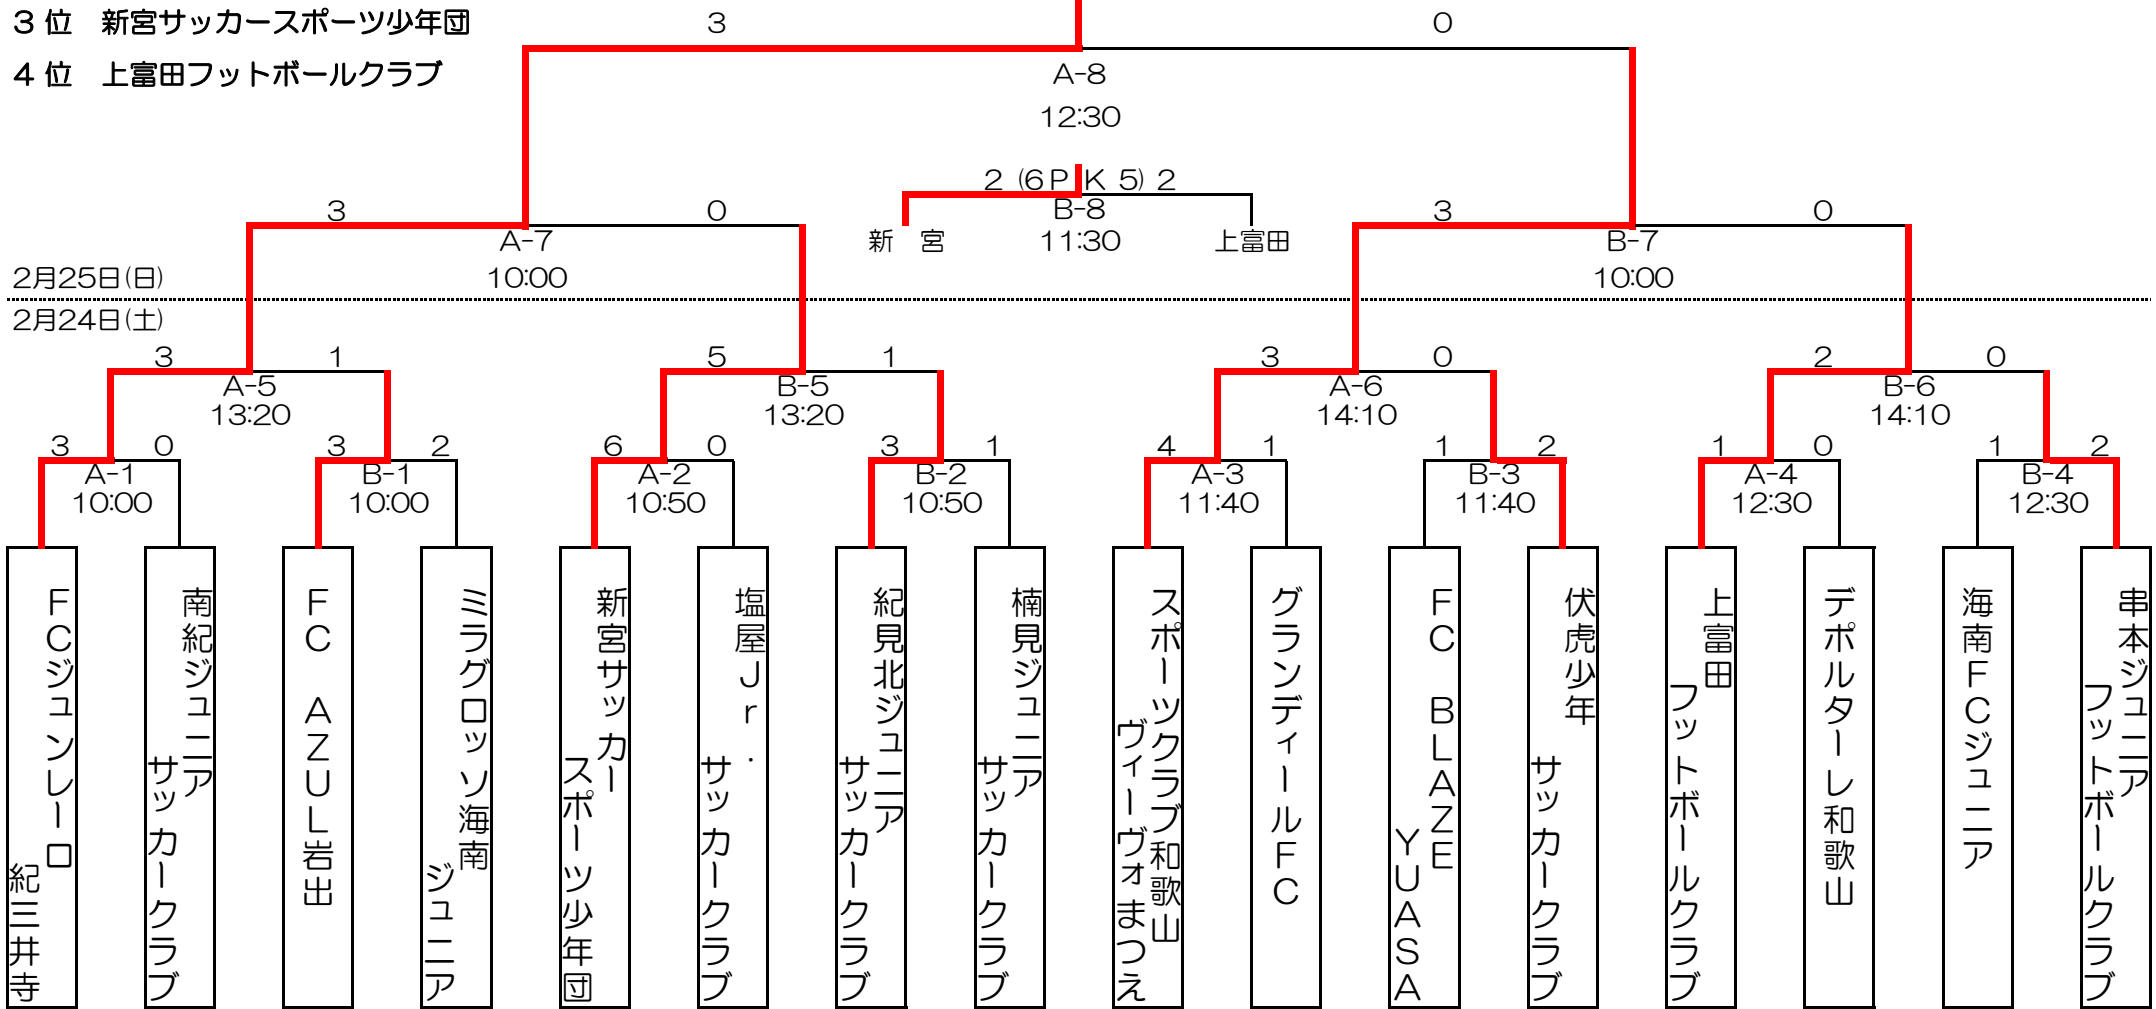 3位　新宮サッカースポーツ少年団
4位　上富田フットボールクラブ
3　0
A-8
12:30
2 (6PK 5) 2
B-8
11:30
新　宮
上富田
3　0
A-7
10:00
3　0
B-7
10:00
2月25日(日)
2月24日(土)
3　1
A-5
13:20
5　1
B-5
13:20
3　0
A-6
14:10
2　0
B-6
14:10
3　0
A-1
10:00
3　2
B-1
10:00
6　0
A-2
10:50
3　1
B-2
10:50
4　1
A-3
11:40
1　2
B-3
11:40
1　0
A-4
12:30
1　2
B-4
12:30
FCジュンレーロ
紀三井寺
南紀ジュニア
サッカークラブ
FC　AZUL岩出
ミラグロッソ海南
ジュニア
新宮サッカー
スポーツ少年団
塩屋Jr.
サッカークラブ
紀見北ジュニア
サッカークラブ
楠見ジュニア
サッカークラブ
スポーツクラブ和歌山
ヴィーヴォまつえ
グランディールFC
FC　BLAZE
YUASA
伏虎少年
サッカークラブ
上富田
フットボールクラブ
デポルターレ和歌山
海南FCジュニア
串本ジュニア
フットボールクラブ